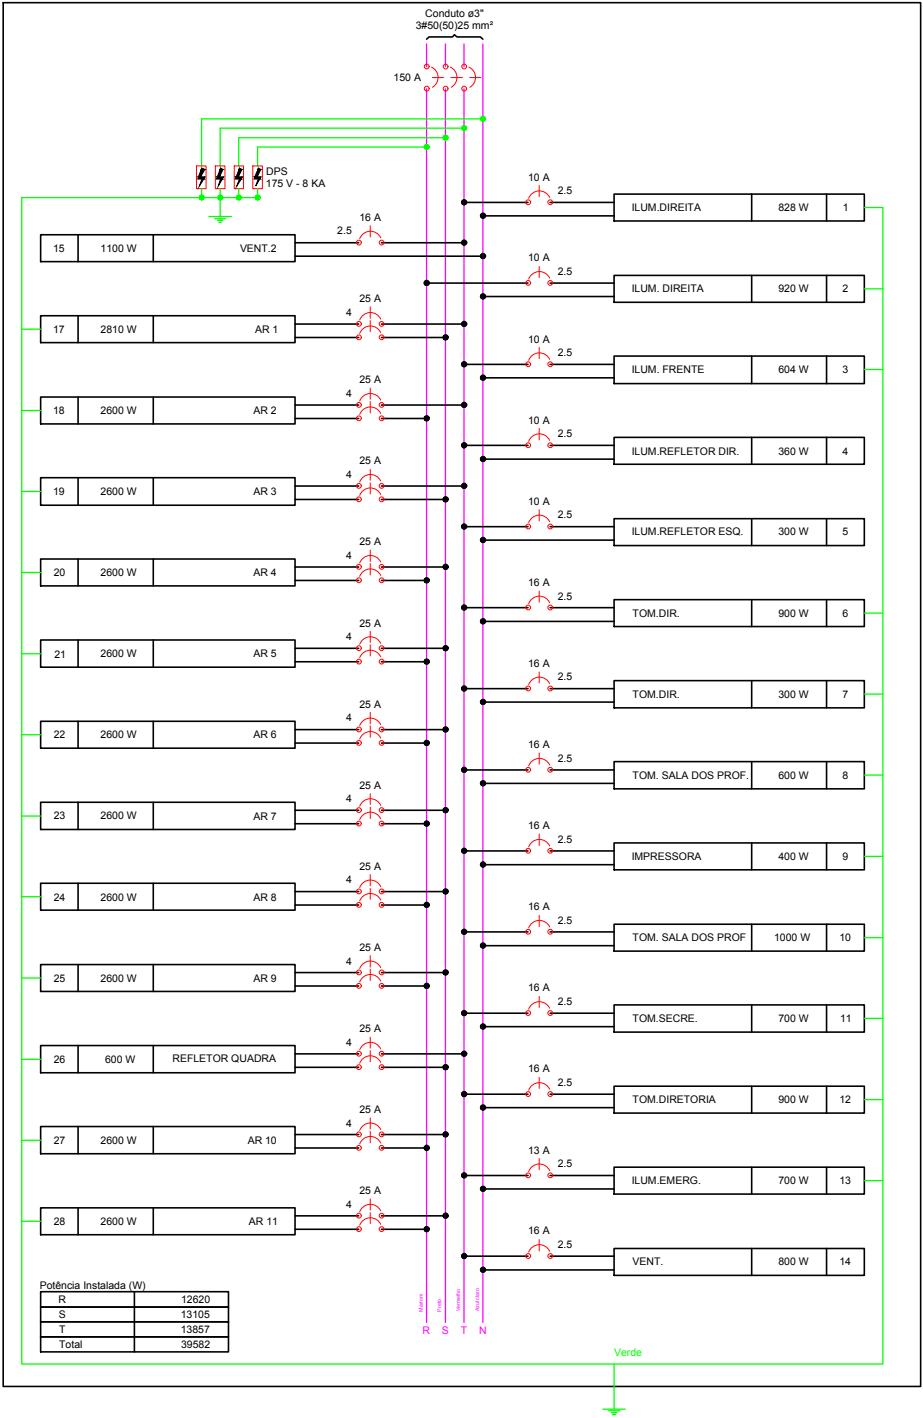 Conduto ø3"
3#50(50)25 mm²
150 A
DPS
175 V - 8 KA
10 A
2.5
ILUM.DIREITA 828 W 1
16 A
2.5
15 1100 W VENT.2
10 A
2.5
ILUM. DIREITA 920 W 2
25 A
4
17 2810 W AR 1
10 A
2.5
ILUM. FRENTE 604 W 3
25 A
4
18 2600 W AR 2
10 A
2.5
ILUM.REFLETOR DIR. 360 W 4
25 A
4
19 2600 W AR 3
10 A
2.5
ILUM.REFLETOR ESQ. 300 W 5
25 A
4
20 2600 W AR 4
16 A
2.5
TOM.DIR. 900 W 6
25 A
4
21 2600 W AR 5
16 A
2.5
TOM.DIR. 300 W 7
25 A
4
22 2600 W AR 6
16 A
2.5
TOM. SALA DOS PROF. 600 W 8
25 A
4
23 2600 W AR 7
16 A
2.5
IMPRESSORA 400 W 9
25 A
4
24 2600 W AR 8
16 A
2.5
TOM. SALA DOS PROF 1000 W 10
25 A
4
25 2600 W AR 9
16 A
2.5
TOM.SECRE. 700 W 11
25 A
4
26 600 W REFLETOR QUADRA
16 A
2.5
TOM.DIRETORIA 900 W 12
25 A
4
27 2600 W AR 10
13 A
2.5
ILUM.EMERG. 700 W 13
25 A
4
28 2600 W AR 11
16 A
2.5
VENT. 800 W 14
Potência Instalada (W)
R 12620
S 13105
T 13857
Total 39582
Marrom
Preto
Vermelho
R S T N
Verde